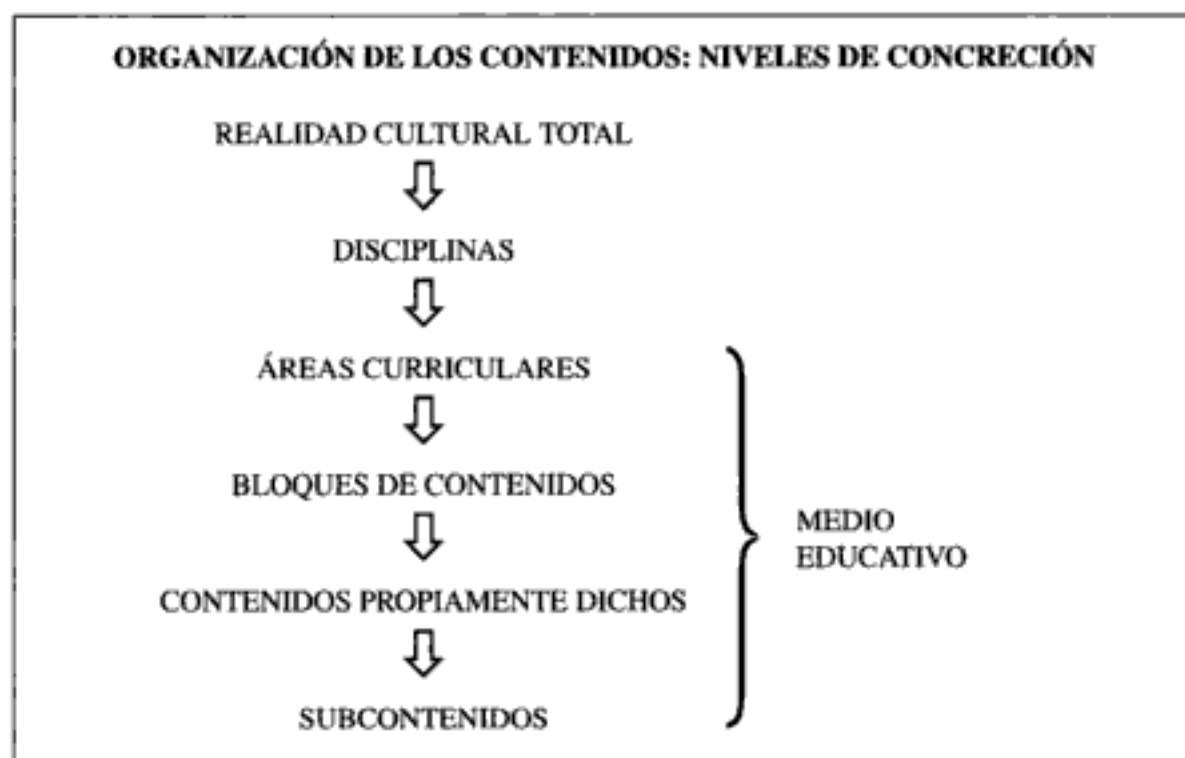 ORGANIZACIÓN DE LOS CONTENIDOS: NIVELES DE CONCRECIÓN
REALIDAD CULTURAL TOTAL
DISCIPLINAS
ÁREAS CURRICULARES
BLOQUES DE CONTENIDOS
MEDIO
EDUCATIVO
CONTENIDOS PROPIAMENTE DICHOS
SUBCONTENIDOS